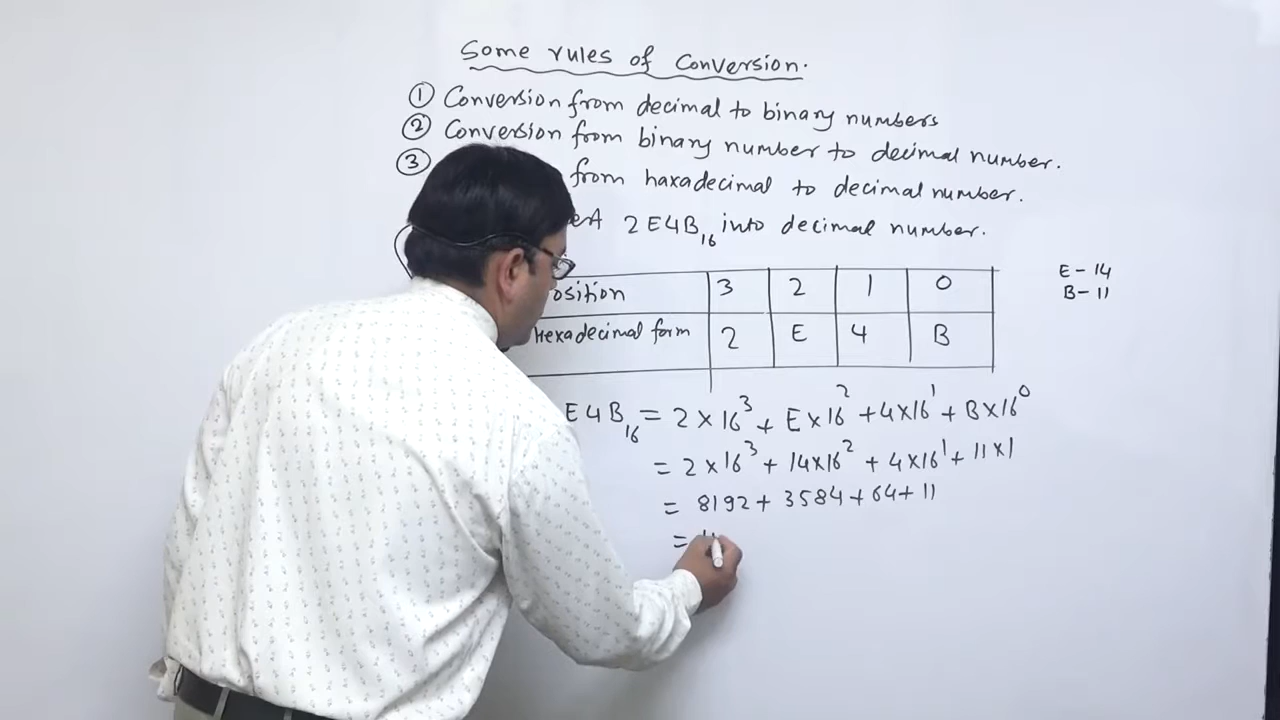 Some rules of Conversion.
① Conversion from decimal to binary numbers
② Conversion from binary number to decimal number.
③ from haxadecimal to decimal number.
2E4B₁₆ into decimal number.
E - 14
B - 11
osition 3 2 1 0
Hexadecimal form 2 E 4 B
E4B₁₆ = 2 × 16³ + E × 16² + 4 × 16¹ + B × 16⁰
= 2 × 16³ + 14 × 16² + 4 × 16¹ + 11 × 1
= 8192 + 3584 + 64 + 11
=